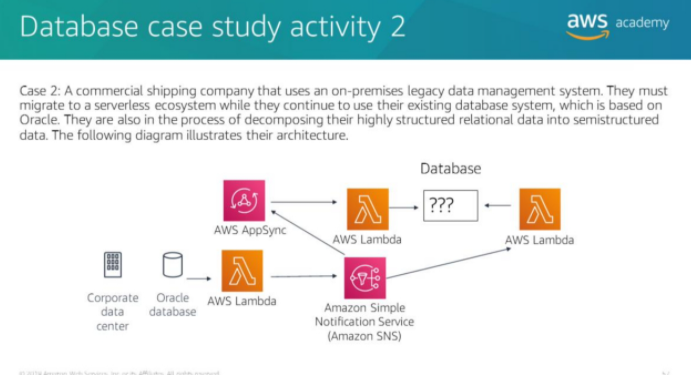 Database case study activity 2
aws academy
Case 2: A commercial shipping company that uses an on-premises legacy data management system. They must
migrate to a serverless ecosystem while they continue to use their existing database system, which is based on
Oracle. They are also in the process of decomposing their highly structured relational data into semistructured
data. The following diagram illustrates their architecture.
Database
???
AWS AppSync
AWS Lambda
AWS Lambda
AWS Lambda
Corporate
data
center
Oracle
database
Amazon Simple
Notification Service
(Amazon SNS)